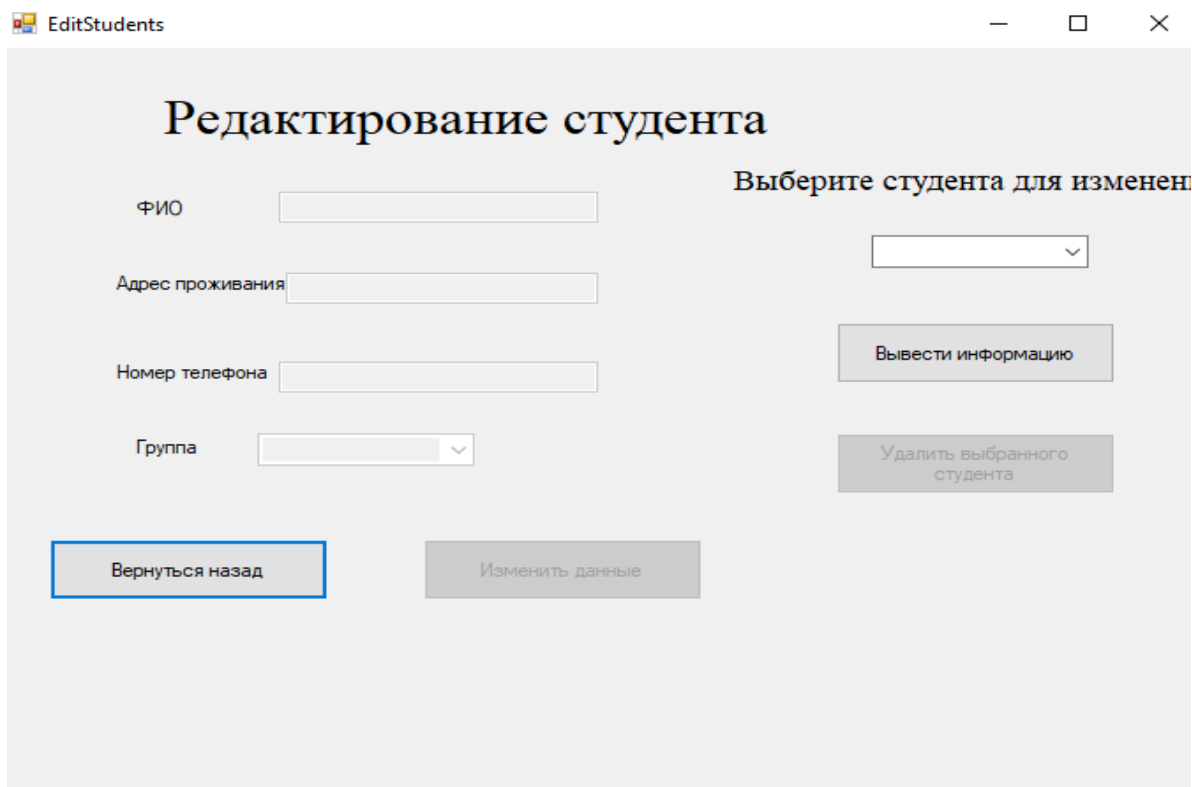 EditStudents
Редактирование студента
Выберите студента для изменен
ФИО
Адрес проживания
Номер телефона
Вывести информацию
Группа
Удалить выбранного
студента
Вернуться назад
Изменить данные